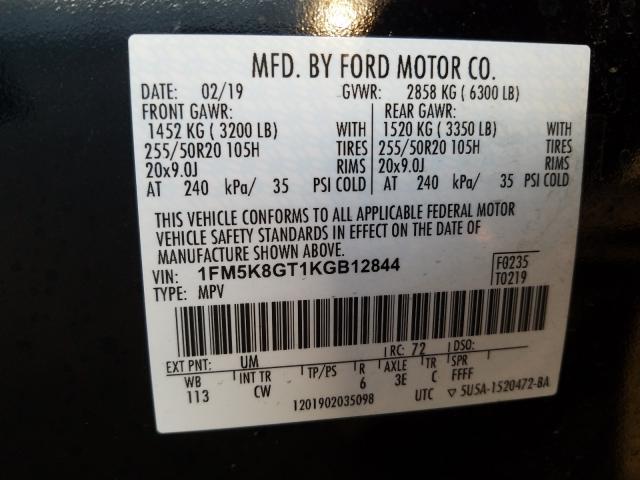 MFD. BY FORD MOTOR CO.
DATE: 02/19 GVWR: 2858 KG ( 6300 LB)
FRONT GAWR: REAR GAWR:
1452 KG ( 3200 LB) WITH 1520 KG ( 3350 LB) WITH
255/50R20 105H TIRES 255/50R20 105H TIRES
20x9.0J RIMS 20x9.0J RIMS
AT 240 kPa/ 35 PSI COLD AT 240 kPa/ 35 PSI COLD
THIS VEHICLE CONFORMS TO ALL APPLICABLE FEDERAL MOTOR
VEHICLE SAFETY STANDARDS IN EFFECT ON THE DATE OF
MANUFACTURE SHOWN ABOVE.
VIN: 1FM5K8GT1KGB12844 F0235
TYPE: MPV T0219
EXT PNT: UM RC: 72 DSO:
WB INT TR TP/PS R AXLE TR SPR
113 CW 6 3E C FFFF
1201902035098 UTC ▽ 5U5A-1520472-BA